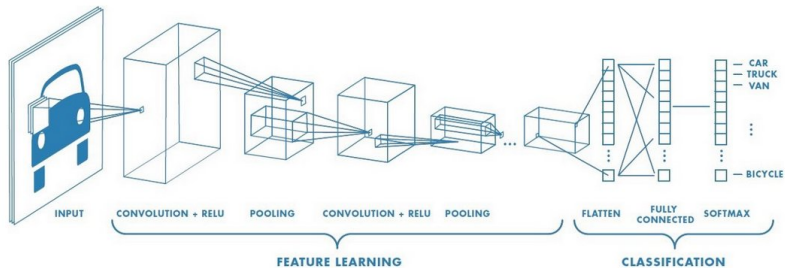 CAR
TRUCK
VAN
BICYCLE
INPUT
CONVOLUTION + RELU
POOLING
CONVOLUTION + RELU
POOLING
FLATTEN
FULLY
CONNECTED
SOFTMAX
FEATURE LEARNING
CLASSIFICATION